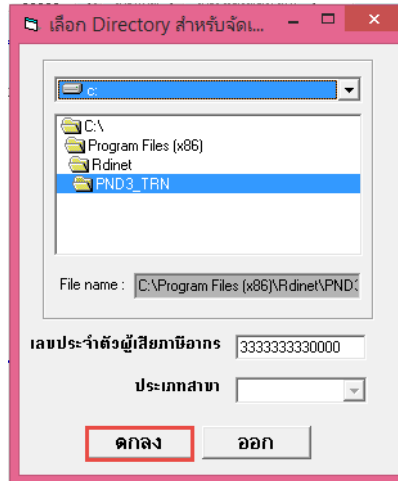 เลือก Directory สำหรับจัดเ...
c:
C:\
Program Files (x86)
Rdinet
PND3_TRN
File name : C:\Program Files (x86)\Rdinet\PND3
เลขประจำตัวผู้เสียภาษีอากร 3333333330000
ประเภทสาขา
ตกลง ออก